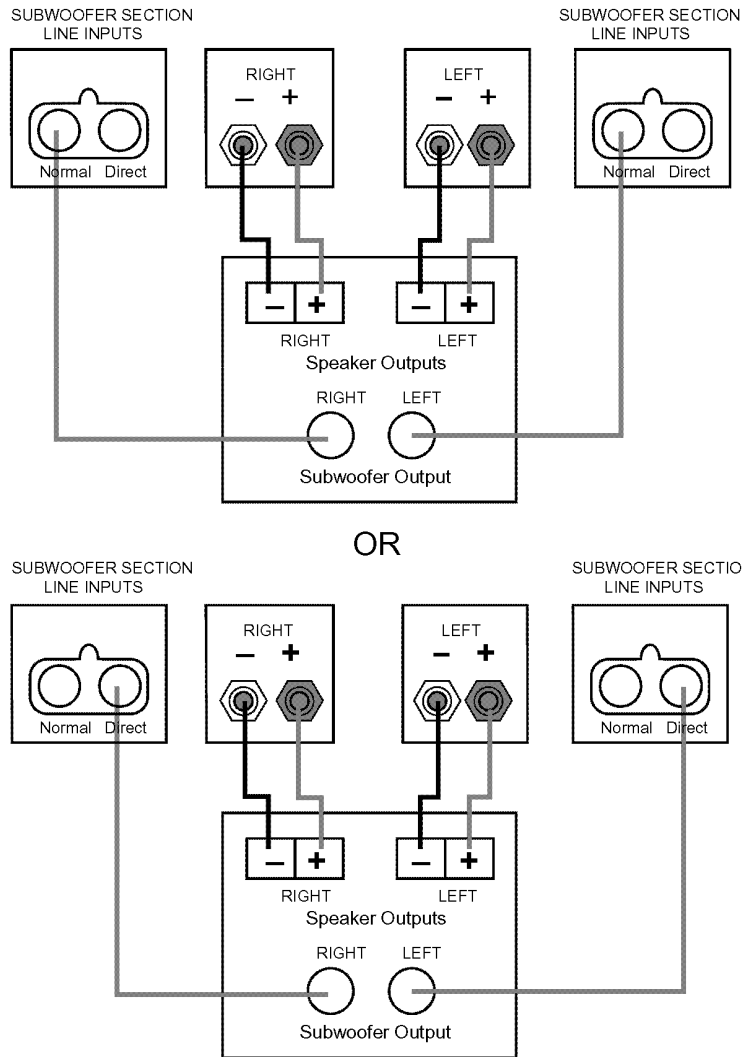 SUBWOOFER SECTION
LINE INPUTS
SUBWOOFER SECTION
LINE INPUTS
RIGHT
− +
LEFT
− +
Normal Direct
Normal Direct
− +
− +
RIGHT
LEFT
Speaker Outputs
RIGHT LEFT
Subwoofer Output
OR
SUBWOOFER SECTION
LINE INPUTS
SUBWOOFER SECTIO
LINE INPUTS
RIGHT
− +
LEFT
− +
Normal Direct
Normal Direct
− +
− +
RIGHT
LEFT
Speaker Outputs
RIGHT LEFT
Subwoofer Output